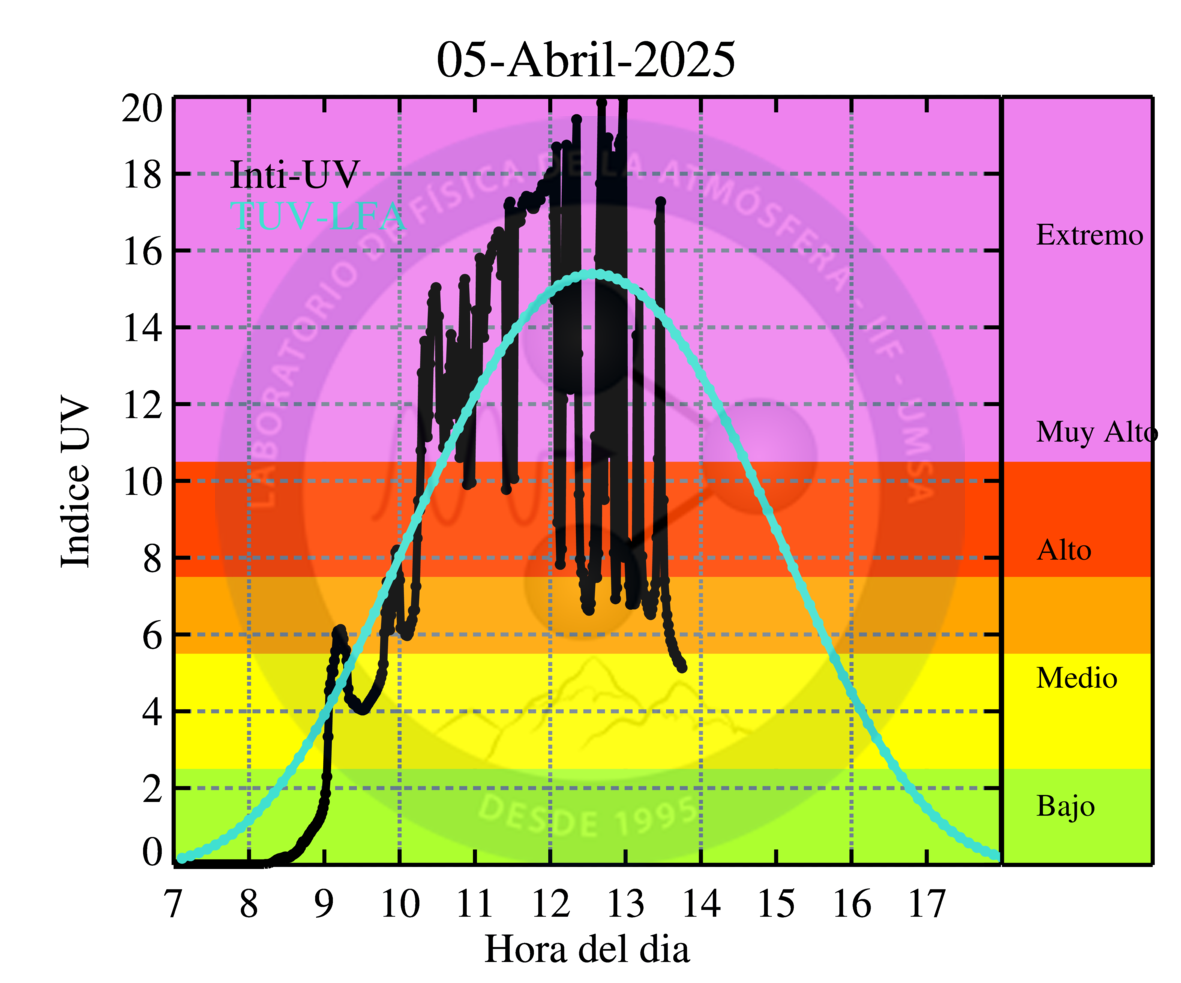 05-Abril-2025
Inti-UV
TUV-LFA
20
18
16
14
12
10
8
6
4
2
0
Indice UV
7 8 9 10 11 12 13 14 15 16 17
Hora del dia
Extremo
Muy Alto
Alto
Medio
Bajo
LABORATORIO DE FÍSICA DE LA ATMÓSFERA - IIF - UMSA
DESDE 1995